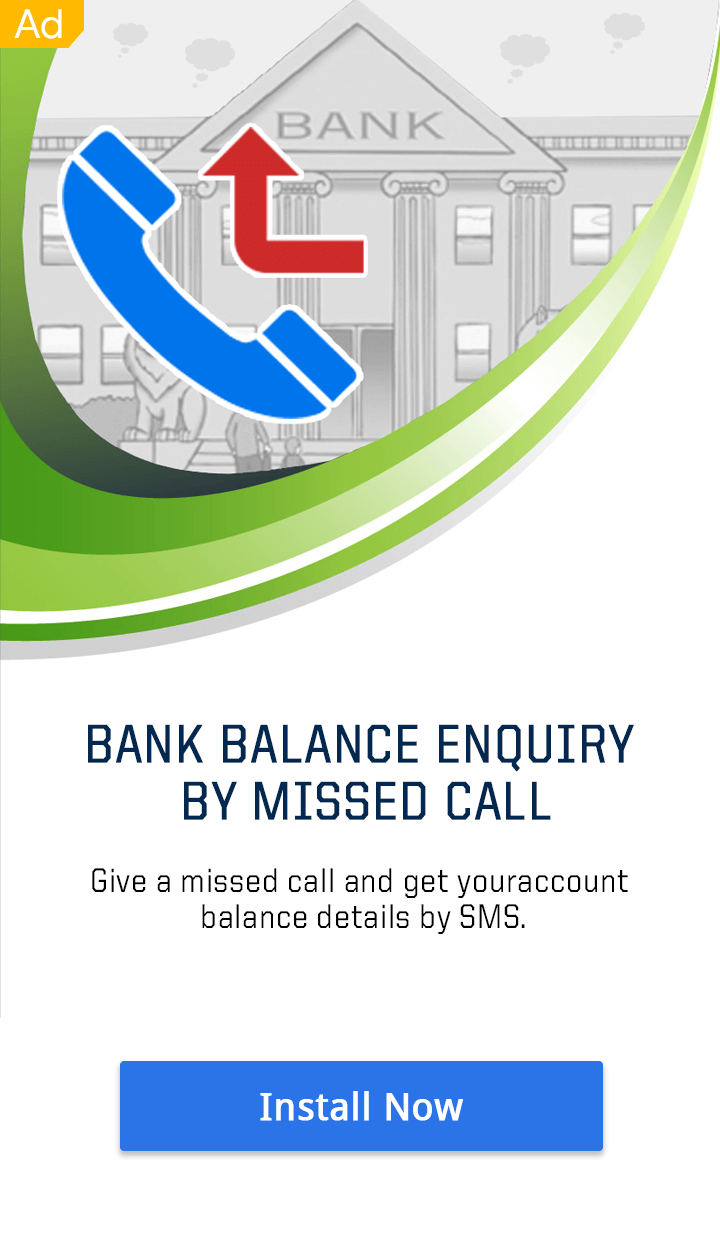 Ad
BANK
BANK BALANCE ENQUIRY
BY MISSED CALL
Give a missed call and get youraccount
balance details by SMS.
Install Now